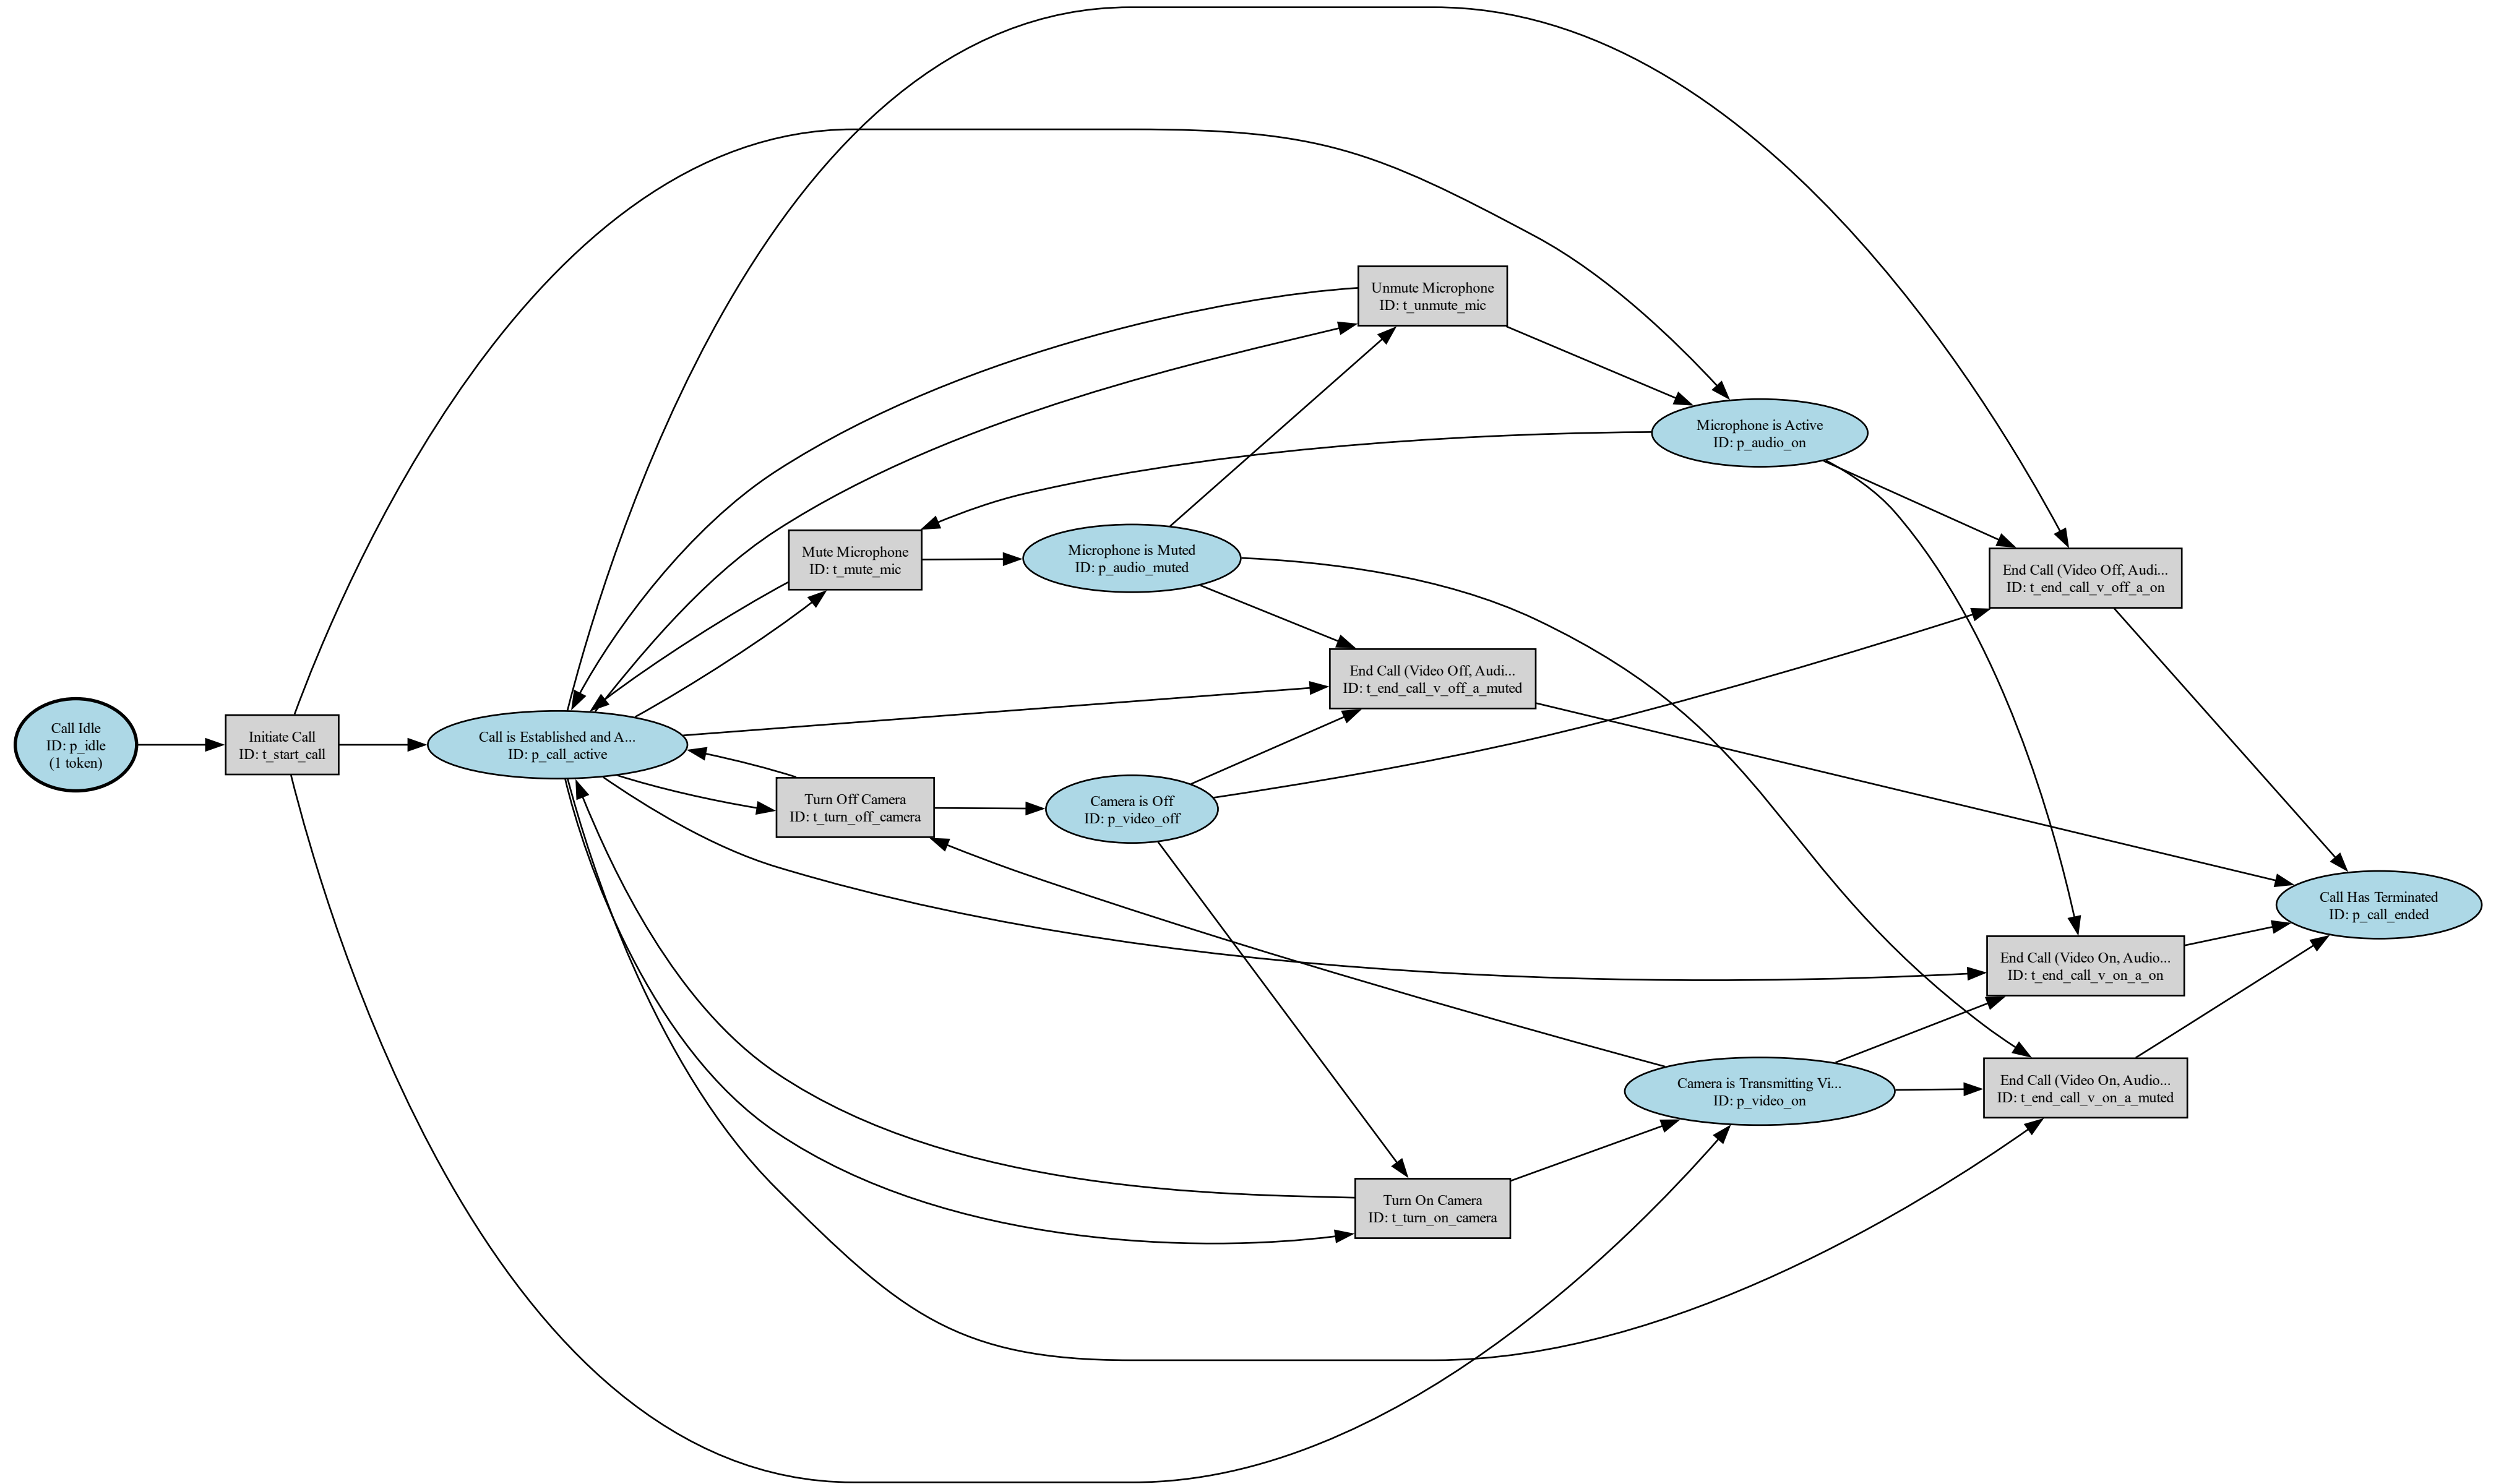 Call Idle
ID: p_idle
(1 token)
Initiate Call
ID: t_start_call
Call is Established and A...
ID: p_call_active
Mute Microphone
ID: t_mute_mic
Turn Off Camera
ID: t_turn_off_camera
Microphone is Muted
ID: p_audio_muted
Camera is Off
ID: p_video_off
Unmute Microphone
ID: t_unmute_mic
End Call (Video Off, Audi...
ID: t_end_call_v_off_a_muted
Turn On Camera
ID: t_turn_on_camera
Microphone is Active
ID: p_audio_on
Camera is Transmitting Vi...
ID: p_video_on
End Call (Video Off, Audi...
ID: t_end_call_v_off_a_on
End Call (Video On, Audio...
ID: t_end_call_v_on_a_on
End Call (Video On, Audio...
ID: t_end_call_v_on_a_muted
Call Has Terminated
ID: p_call_ended